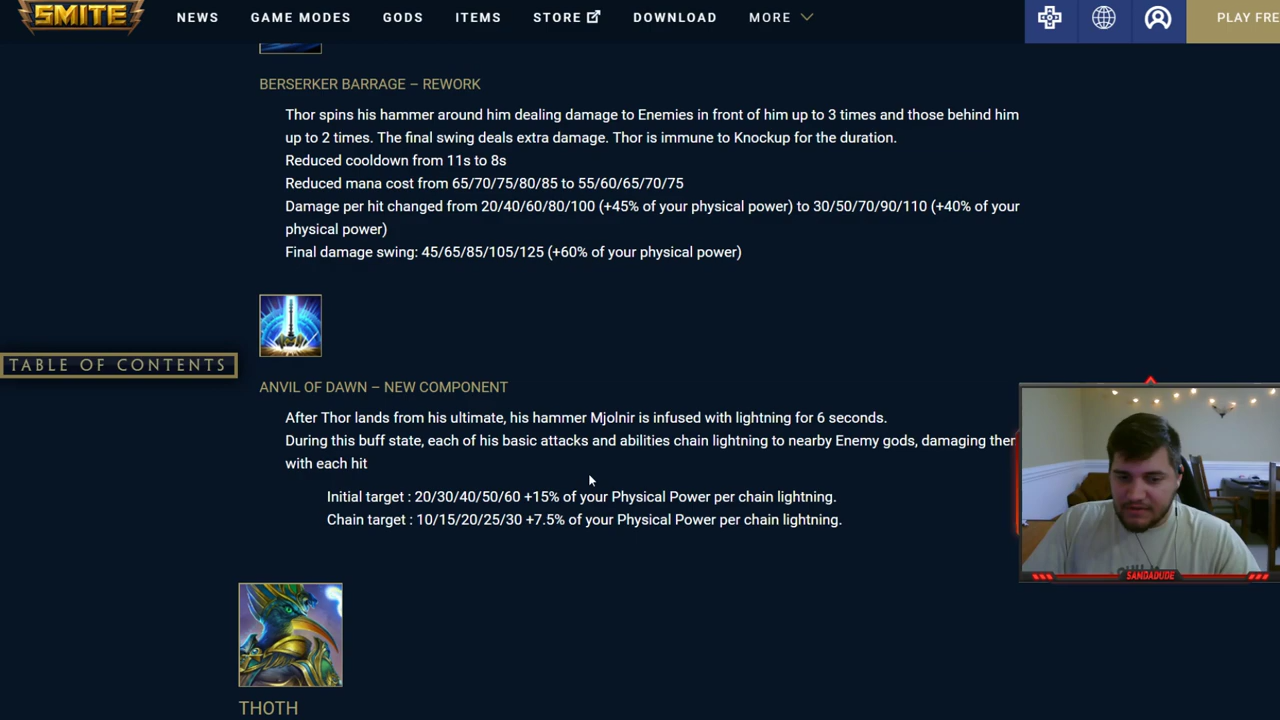 SMITE NEWS GAME MODES GODS ITEMS STORE DOWNLOAD MORE PLAY FRE
BERSERKER BARRAGE – REWORK
Thor spins his hammer around him dealing damage to Enemies in front of him up to 3 times and those behind him
up to 2 times. The final swing deals extra damage. Thor is immune to Knockup for the duration.
Reduced cooldown from 11s to 8s
Reduced mana cost from 65/70/75/80/85 to 55/60/65/70/75
Damage per hit changed from 20/40/60/80/100 (+45% of your physical power) to 30/50/70/90/110 (+40% of your
physical power)
Final damage swing: 45/65/85/105/125 (+60% of your physical power)
TABLE OF CONTENTS
ANVIL OF DAWN – NEW COMPONENT
After Thor lands from his ultimate, his hammer Mjolnir is infused with lightning for 6 seconds.
During this buff state, each of his basic attacks and abilities chain lightning to nearby Enemy gods, damaging then
with each hit
Initial target : 20/30/40/50/60 +15% of your Physical Power per chain lightning.
Chain target : 10/15/20/25/30 +7.5% of your Physical Power per chain lightning.
SANDADUDE
THOTH